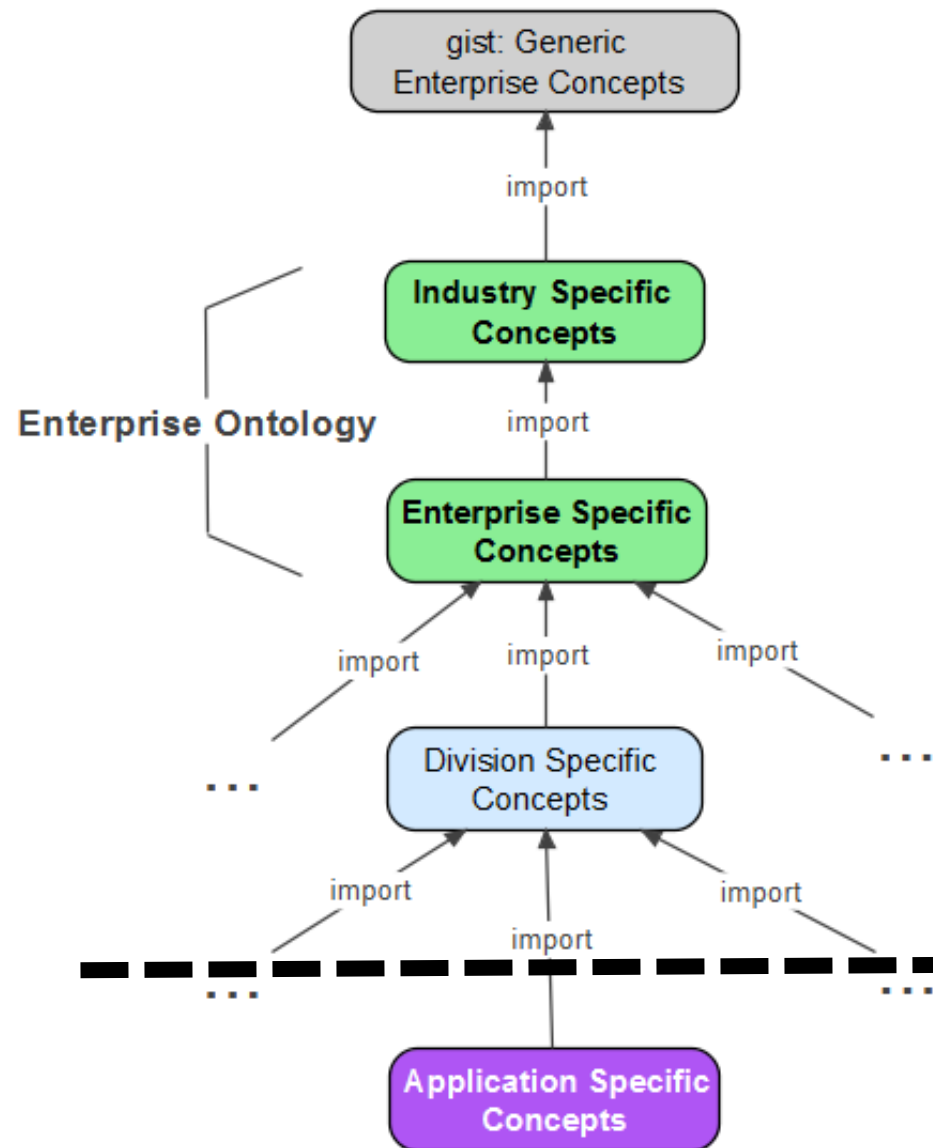 gist: Generic
Enterprise Concepts
import
Industry Specific
Concepts
import
Enterprise Ontology
Enterprise Specific
Concepts
import
import
import
...
Division Specific
Concepts
...
import
import
import
...
...
Application Specific
Concepts